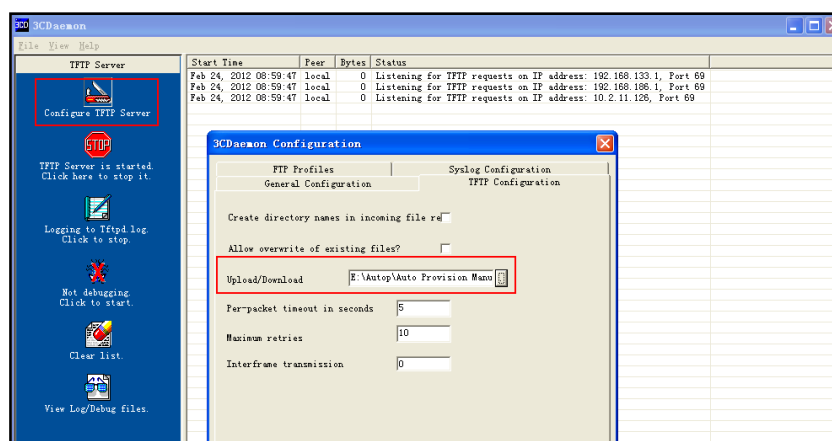 3CD 3CDaemon
File View Help
TFTP Server
Start Time Peer Bytes Status
Feb 24, 2012 08:59:47 local 0 Listening for TFTP requests on IP address: 192.168.133.1, Port 69
Feb 24, 2012 08:59:47 local 0 Listening for TFTP requests on IP address: 192.168.186.1, Port 69
Feb 24, 2012 08:59:47 local 0 Listening for TFTP requests on IP address: 10.2.11.126, Port 69
Configure TFTP Server
STOP
TFTP Server is started.
Click here to stop it.
Logging to Tftpd.log.
Click to stop.
Not debugging.
Click to start.
Clear list.
View Log/Debug files.
3CDaemon Configuration
FTP Profiles Syslog Configuration
General Configuration TFTP Configuration
Create directory names in incoming file re
Allow overwrite of existing files?
Upload/Download E:\Autop\Auto Provision Manu
Per-packet timeout in seconds 5
Maximum retries 10
Interframe transmission 0